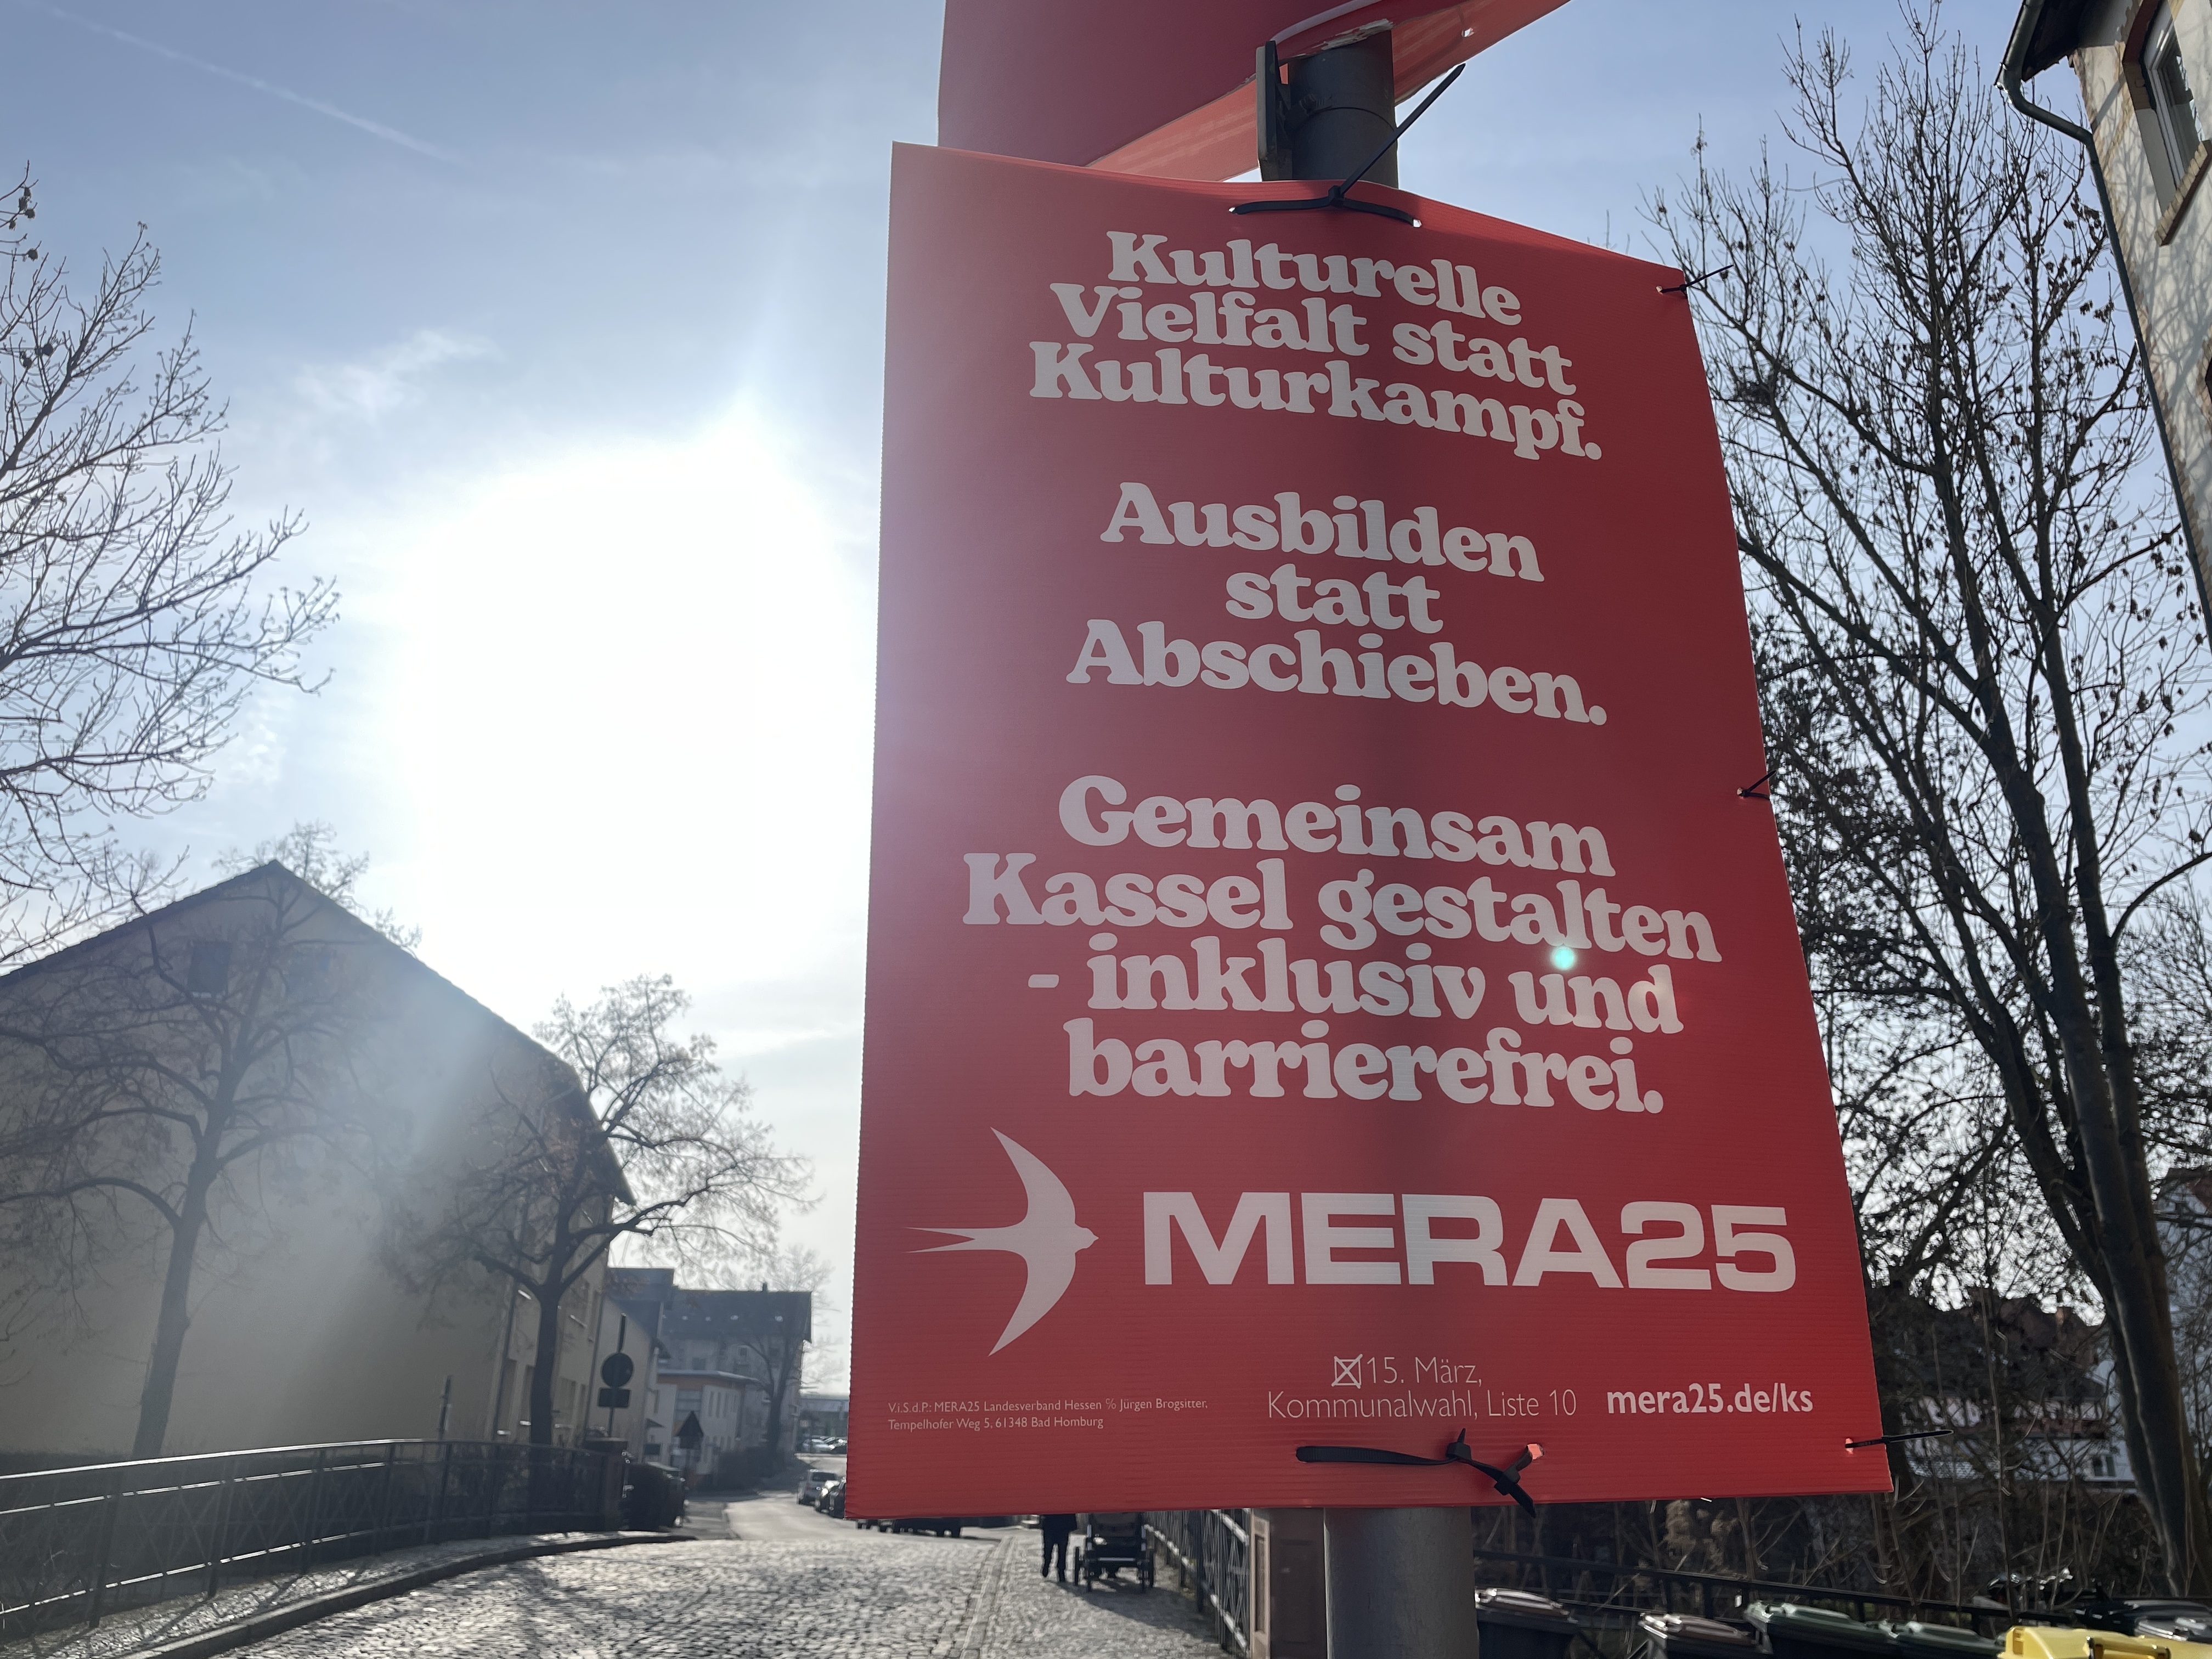 Kulturelle
Vielfalt statt
Kulturkampf.
Ausbilden
statt
Abschieben.
Gemeinsam
Kassel gestalten
- inklusiv und
barrierefrei.
MERA25
15. März,
Kommunalwahl, Liste 10
mera25.de/ks
V.i.S.d.P.: MERA25 Landesverband Hessen ℅ Jürgen Brogsitter,
Tempelhofer Weg 5, 61348 Bad Homburg